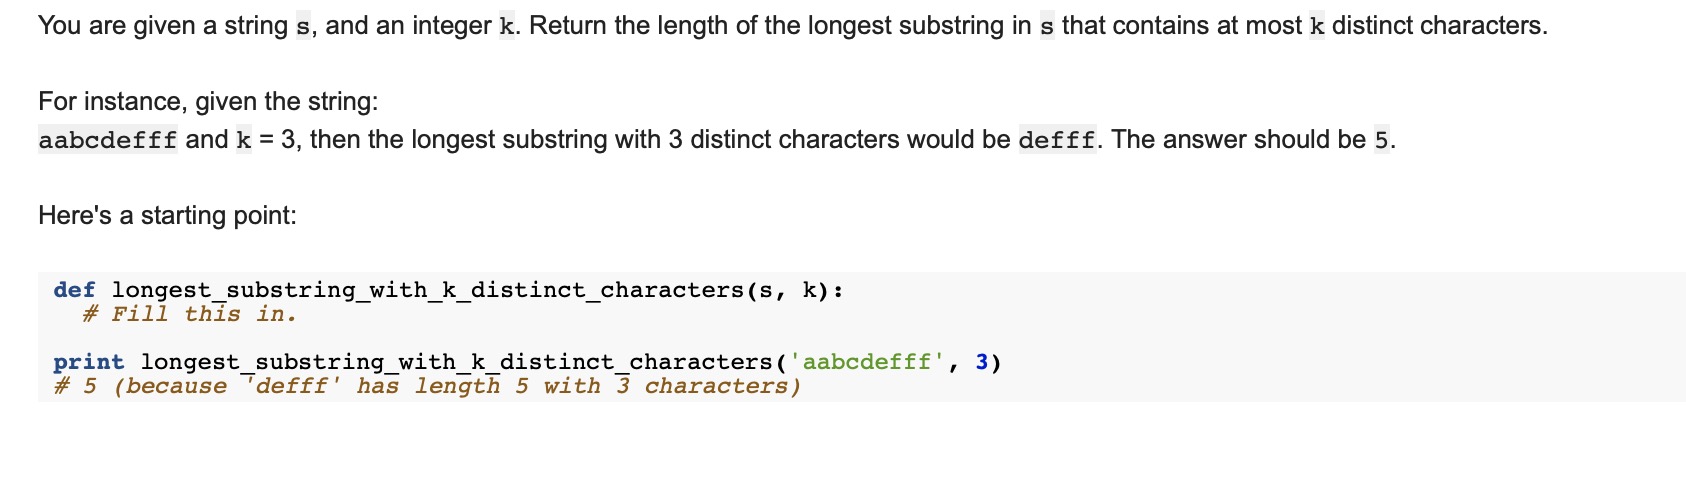 You are given a string s, and an integer k. Return the length of the longest substring in s that contains at most k distinct characters.
For instance, given the string:
aabcdefff and k = 3, then the longest substring with 3 distinct characters would be defff. The answer should be 5.
Here's a starting point:
def longest_substring_with_k_distinct_characters(s, k):
  # Fill this in.
print longest_substring_with_k_distinct_characters('aabcdefff', 3)
# 5 (because 'defff' has length 5 with 3 characters)